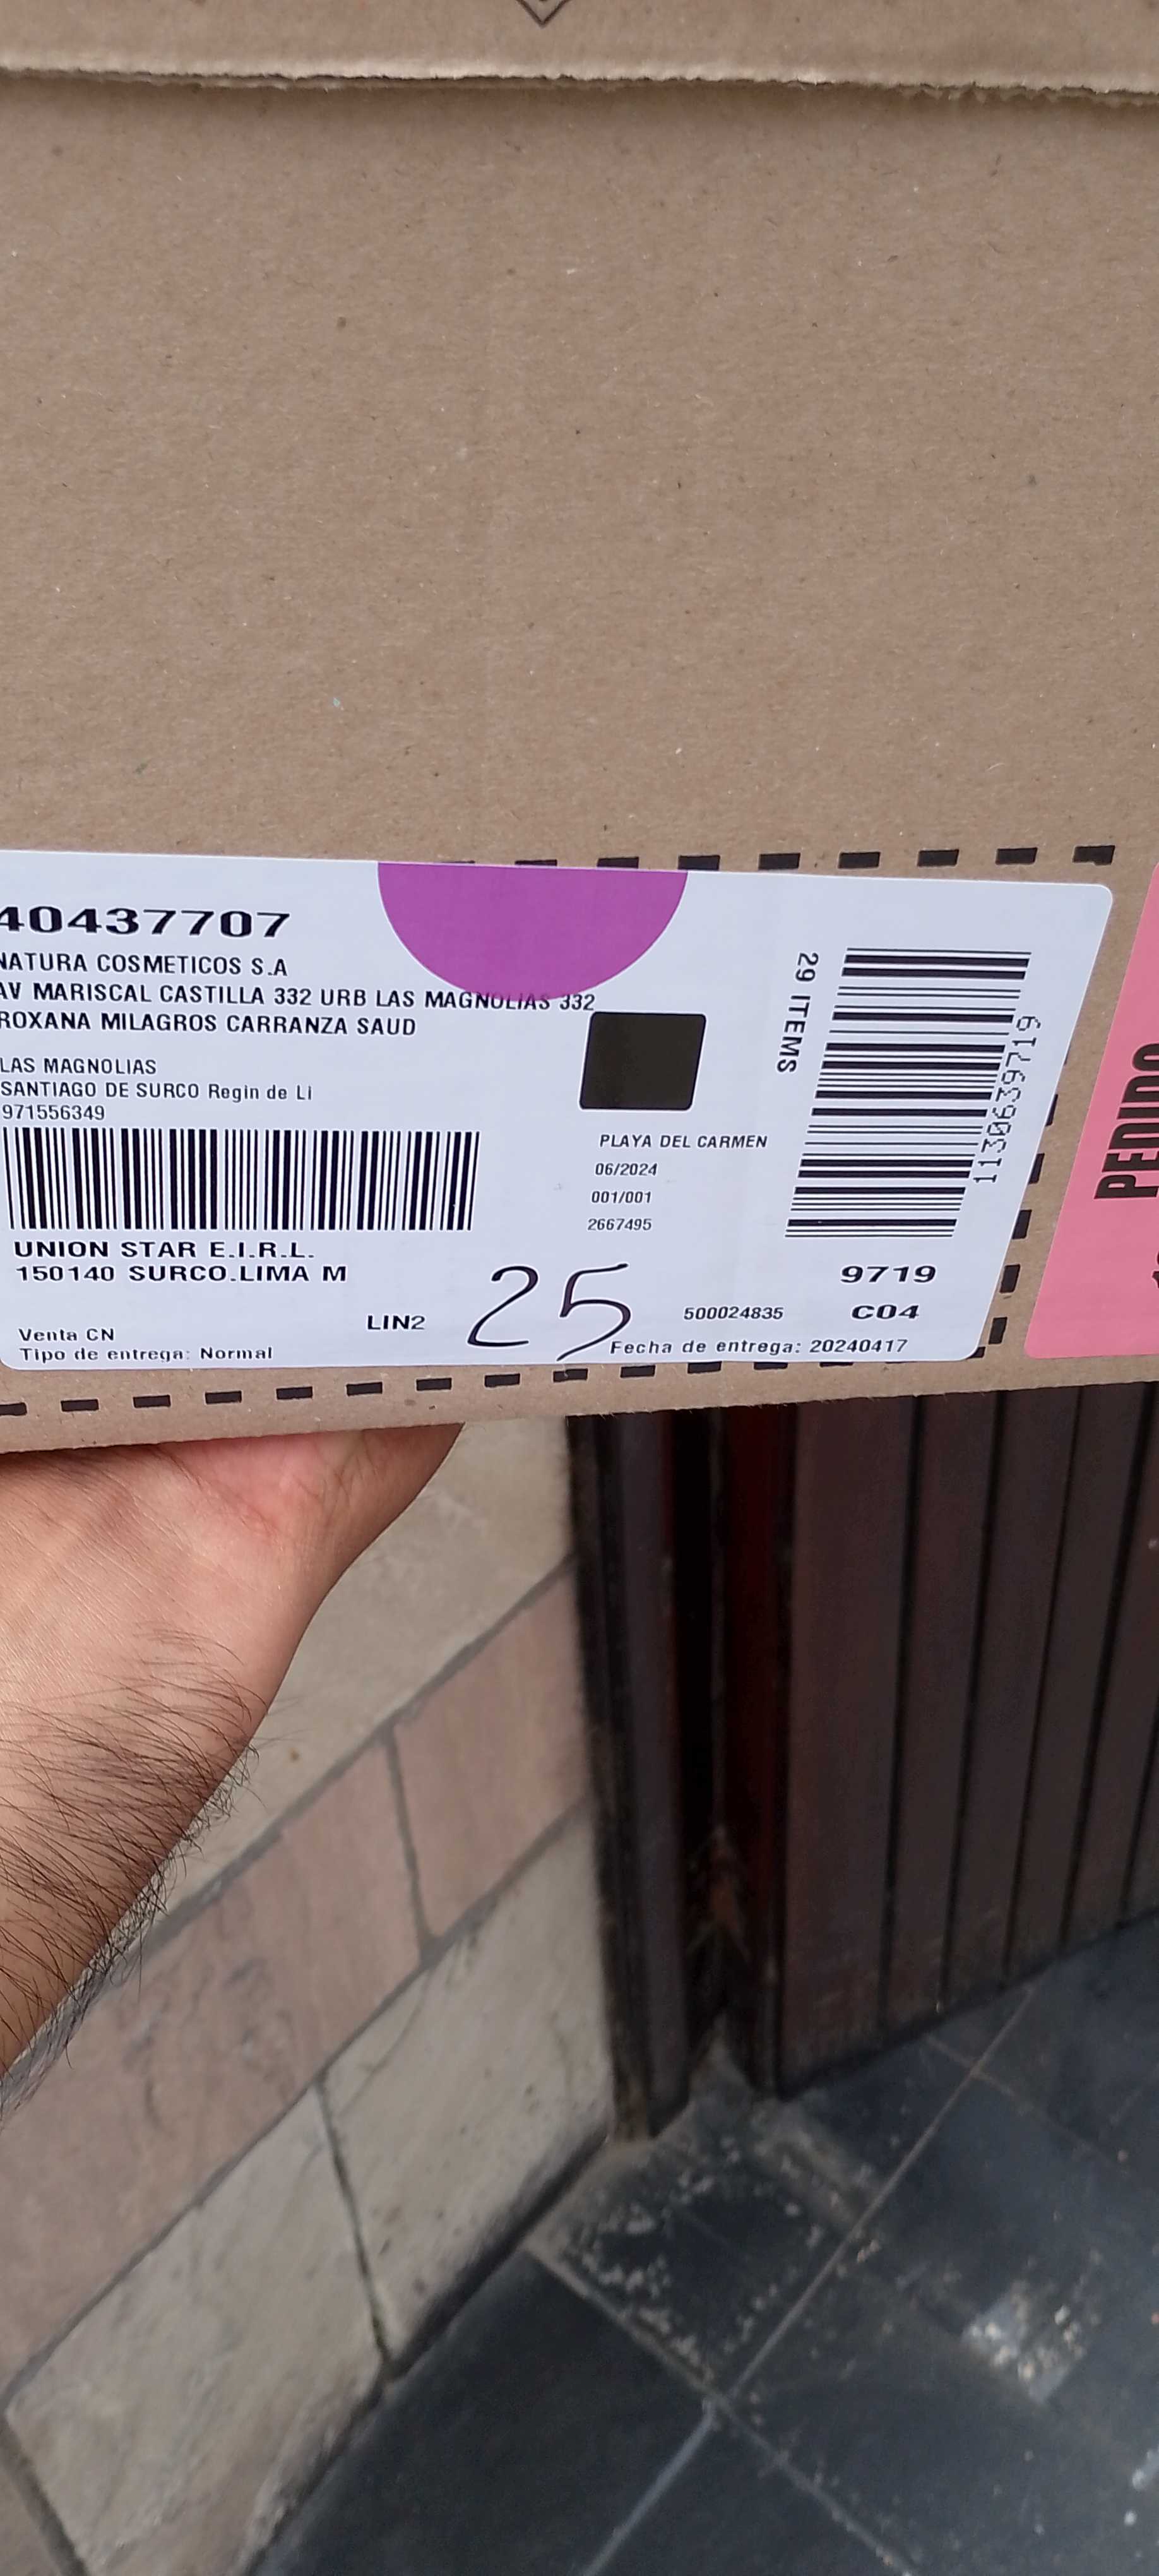 40437707
NATURA COSMETICOS S.A
AV MARISCAL CASTILLA 332 URB LAS MAGNOLIAS 332
ROXANA MILAGROS CARRANZA SAUD
LAS MAGNOLIAS
SANTIAGO DE SURCO Regin de Li
971556349
UNION STAR E.I.R.L.
150140 SURCO.LIMA M
LIN2
Venta CN
Tipo de entrega: Normal
25
PLAYA DEL CARMEN
06/2024
001/001
2667495
29 ITEMS
1130639719
9719
500024835
C04
Fecha de entrega: 20240417
PEDIDO